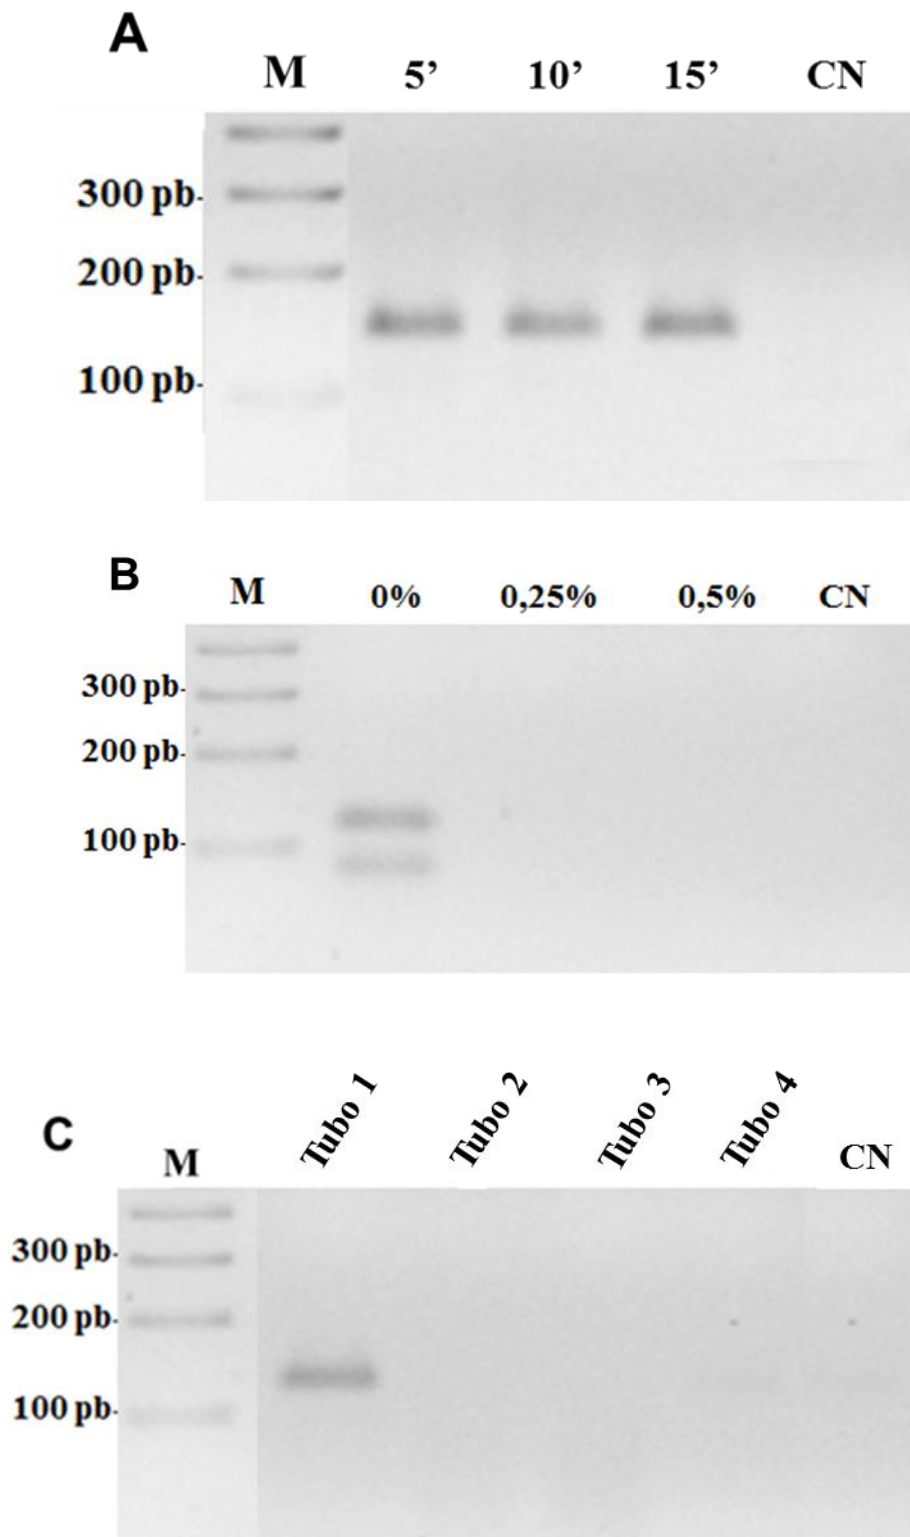 A
M 5’ 10’ 15’ CN
300 pb
200 pb
100 pb
B
M 0% 0,25% 0,5% CN
300 pb
200 pb
100 pb
C
M Tubo 1 Tubo 2 Tubo 3 Tubo 4 CN
300 pb
200 pb
100 pb